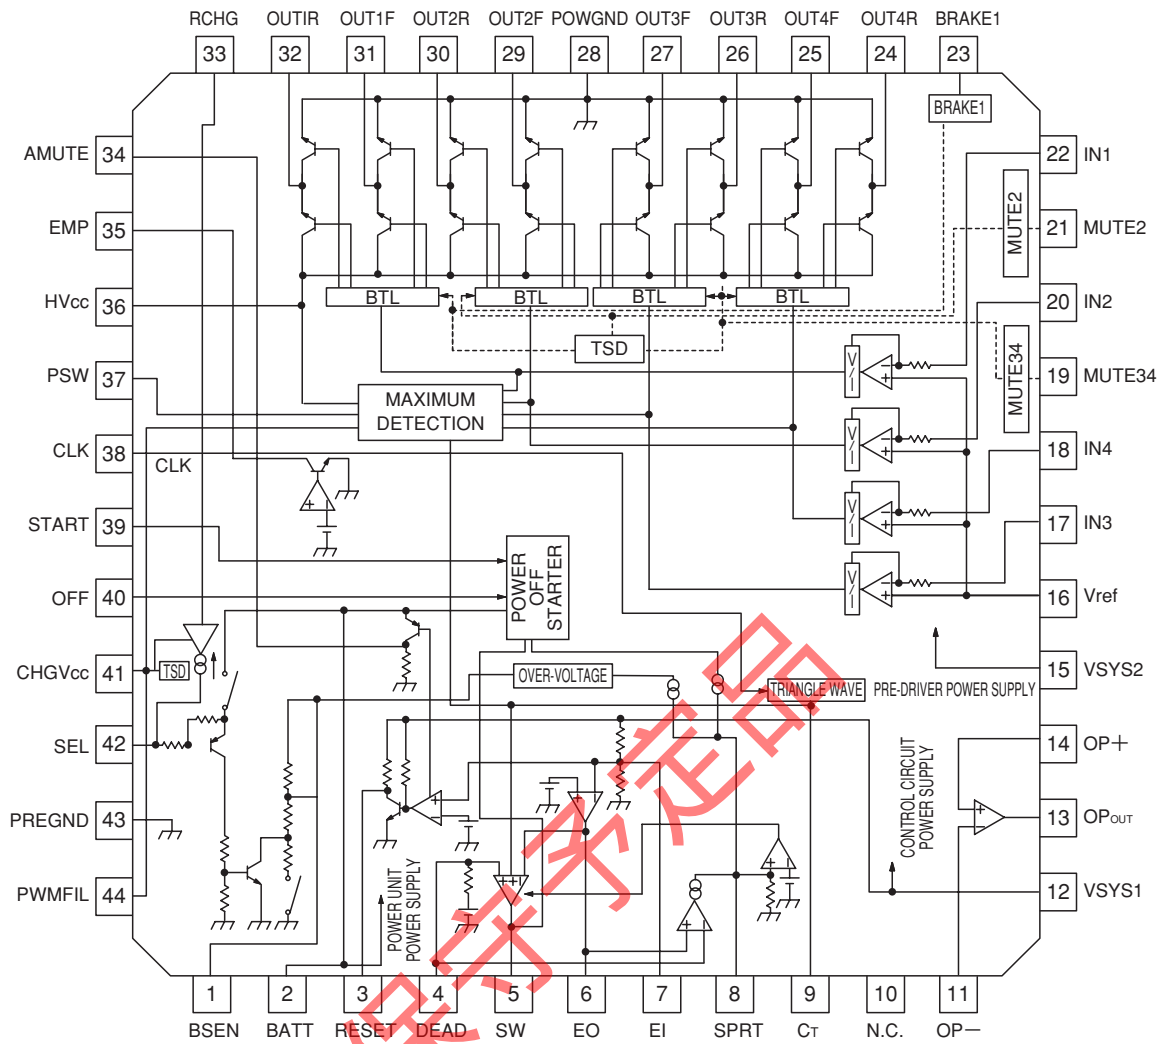 RCHG OUTIR OUT1F OUT2R OUT2F POWGND OUT3F OUT3R OUT4F OUT4R BRAKE1
33 32 31 30 29 28 27 26 25 24 23
BRAKE1
AMUTE 34
22 IN1
MUTE2
EMP 35
21 MUTE2
HVcc 36
BTL BTL BTL BTL
20 IN2
TSD
MUTE34
PSW 37
V/I − +
19 MUTE34
MAXIMUM
DETECTION
CLK 38
CLK
V/I − +
18 IN4
+ −
START 39
V/I − +
17 IN3
POWER
OFF
STARTER
OFF 40
V/I − +
16 Vref
CHGVcc 41
TSD
OVER-VOLTAGE
TRIANGLE WAVE
PRE-DRIVER POWER SUPPLY
15 VSYS2
SEL 42
14 OP+
CONTROL CIRCUIT
POWER SUPPLY
+ −
+ −
+ −
PREGND 43
13 OPOUT
+ −
PWMFIL 44
POWER UNIT
POWER SUPPLY
+ + −
+ −
12 VSYS1
1 2 3 4 5 6 7 8 9 10 11
BSEN BATT RESET DEAD SW EO EI SPRT CT N.C. OP−
保守予定品